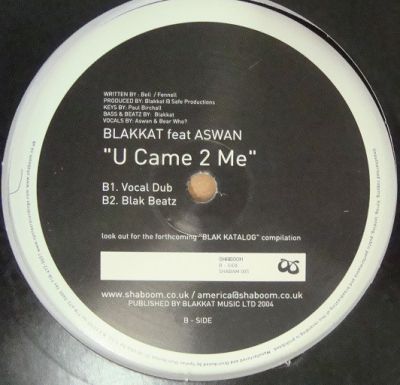 WRITTEN BY : Bell / Fennell
PRODUCED BY: Blakkat @ Safe Productions
KEYS BY: Paul Birchall
BASS & BEATZ BY: Blakkat
VOCALS BY: Aswan & Bear Who?
BLAKKAT feat ASWAN
"U Came 2 Me"
B1. Vocal Dub
B2. Blak Beatz
look out for the forthcoming "BLAK KATALOG" compilation
SHABOOM
B - SIDE
www.shaboom.co.uk / america@shaboom.co.uk
PUBLISHED BY BLAKKAT MUSIC LTD 2004
B - SIDE